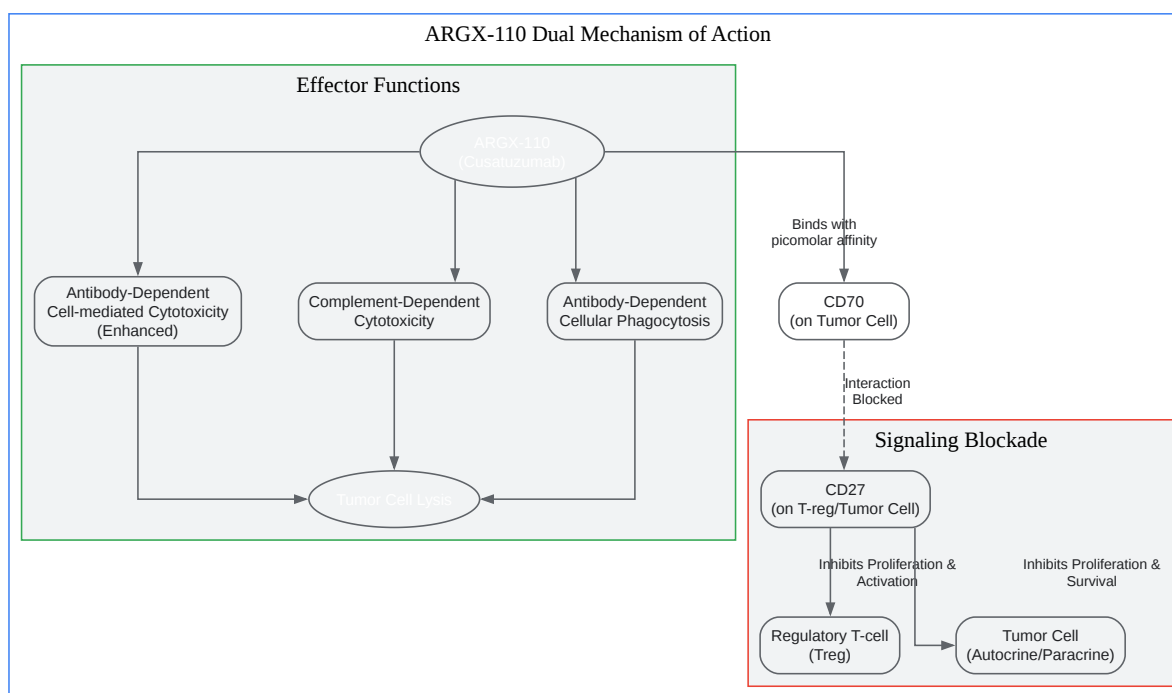 ARGX-110 Dual Mechanism of Action
Effector Functions
ARGX-110
(Cusatuzumab)
Binds with
picomolar affinity
Antibody-Dependent
Cell-mediated Cytotoxicity
(Enhanced)
Complement-Dependent
Cytotoxicity
Antibody-Dependent
Cellular Phagocytosis
CD70
(on Tumor Cell)
Interaction
Blocked
Signaling Blockade
Tumor Cell Lysis
CD27
(on T-reg/Tumor Cell)
Inhibits Proliferation &
Activation
Inhibits Proliferation &
Survival
Regulatory T-cell
(Treg)
Tumor Cell
(Autocrine/Paracrine)